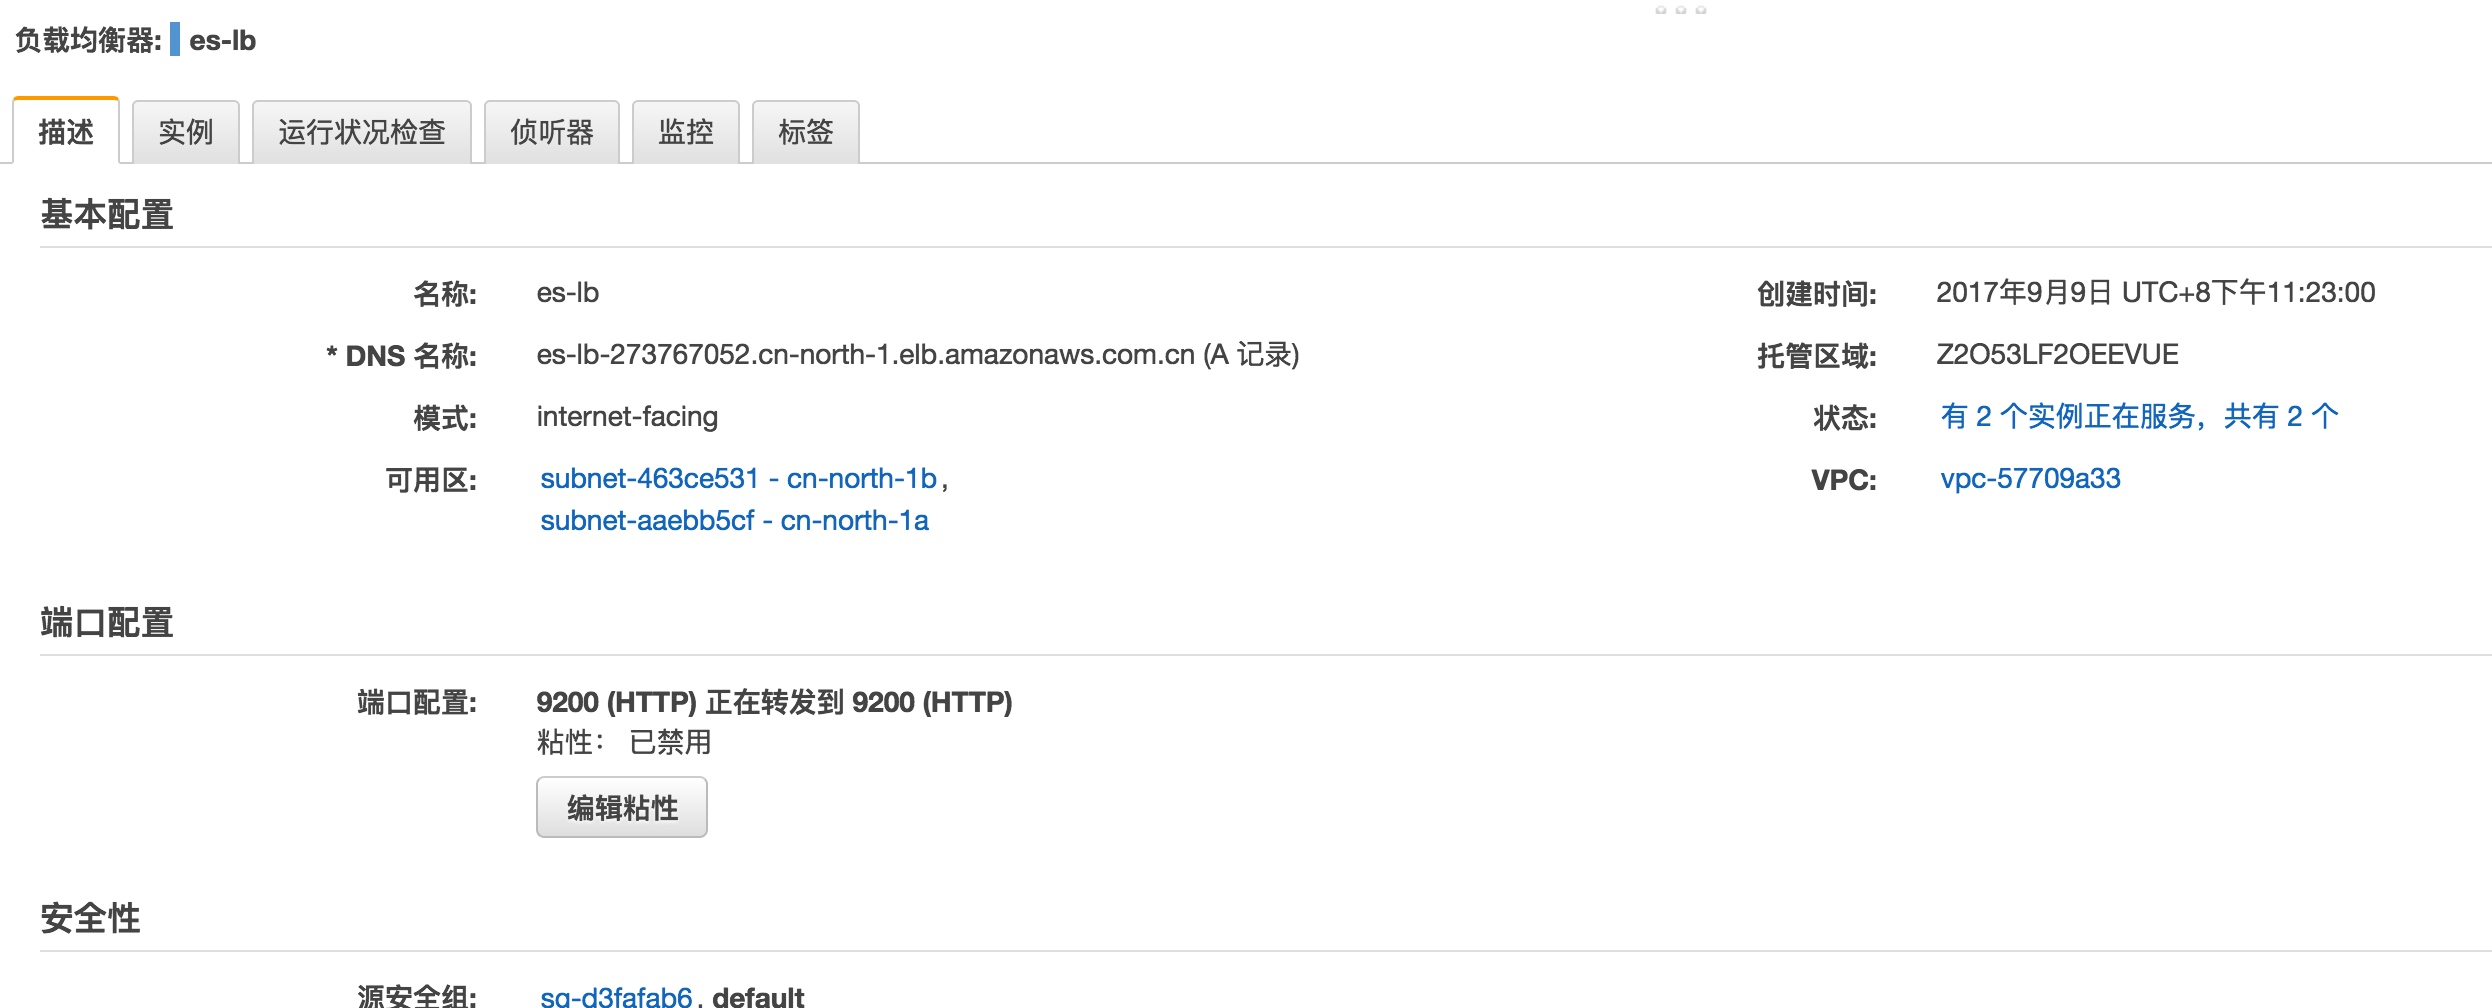 负载均衡器: es-lb
描述 实例 运行状况检查 侦听器 监控 标签
基本配置
名称: es-lb
创建时间: 2017年9月9日 UTC+8下午11:23:00
* DNS 名称: es-lb-273767052.cn-north-1.elb.amazonaws.com.cn (A 记录)
托管区域: Z2O53LF2OEEVUE
模式: internet-facing
状态: 有 2 个实例正在服务，共有 2 个
可用区: subnet-463ce531 - cn-north-1b,
subnet-aaebb5cf - cn-north-1a
VPC: vpc-57709a33
端口配置
端口配置: 9200 (HTTP) 正在转发到 9200 (HTTP)
粘性： 已禁用
编辑粘性
安全性
源安全组: sg-d3fafab6, default